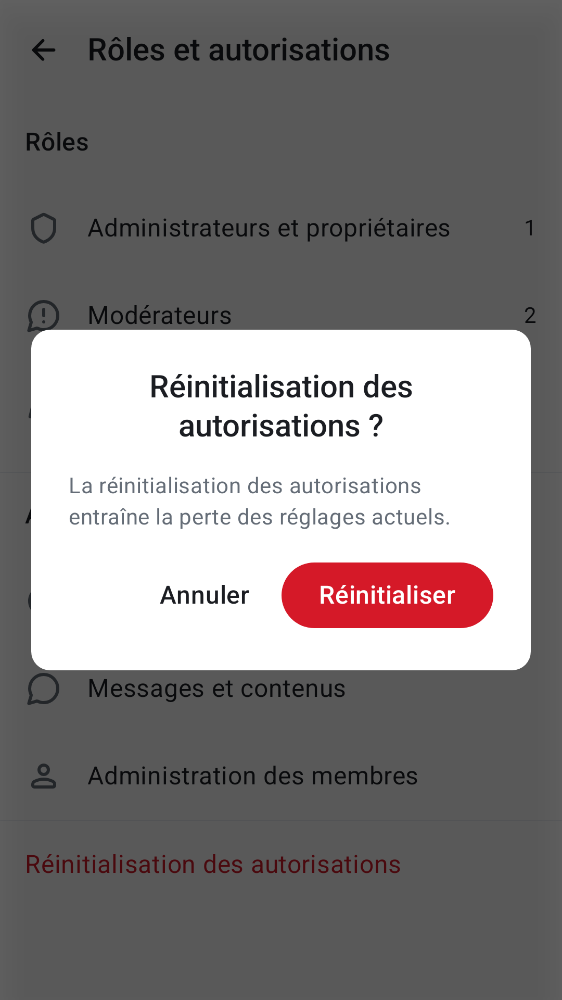 Rôles et autorisations
Rôles
Administrateurs et propriétaires 1
Modérateurs 2
Réinitialisation des
autorisations ?
La réinitialisation des autorisations
entraîne la perte des réglages actuels.
Annuler Réinitialiser
Messages et contenus
Administration des membres
Réinitialisation des autorisations